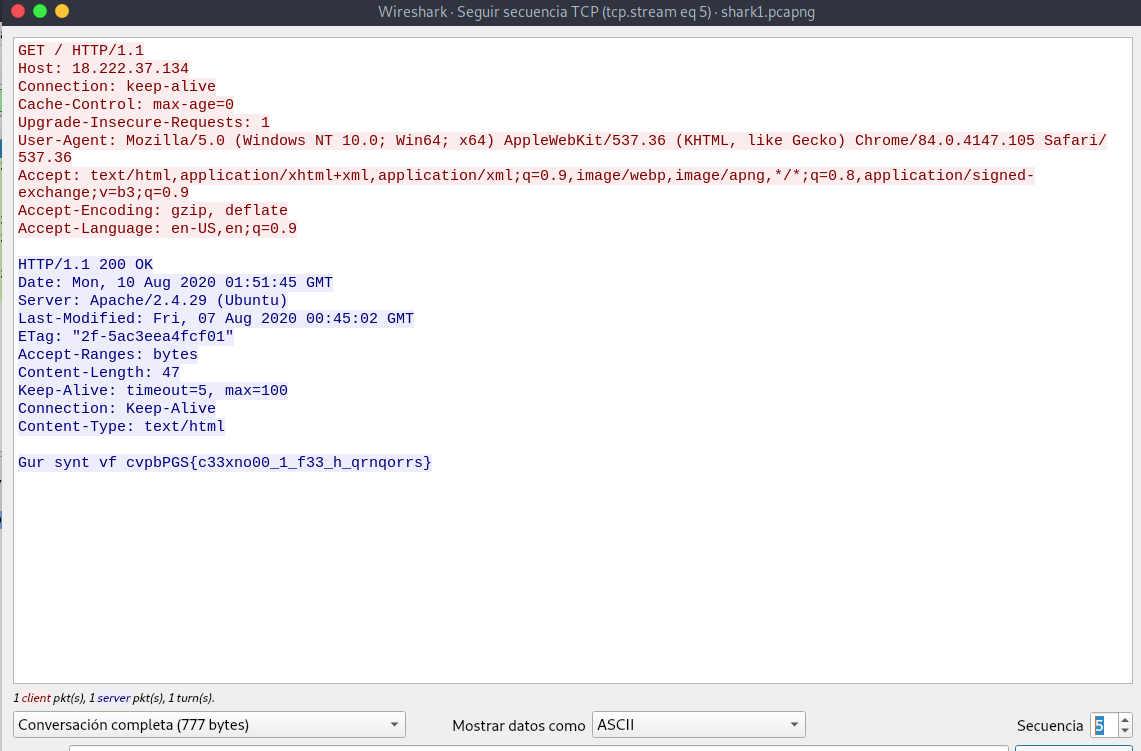 Wireshark · Seguir secuencia TCP (tcp.stream eq 5) · shark1.pcapng
GET / HTTP/1.1
Host: 18.222.37.134
Connection: keep-alive
Cache-Control: max-age=0
Upgrade-Insecure-Requests: 1
User-Agent: Mozilla/5.0 (Windows NT 10.0; Win64; x64) AppleWebKit/537.36 (KHTML, like Gecko) Chrome/84.0.4147.105 Safari/
537.36
Accept: text/html,application/xhtml+xml,application/xml;q=0.9,image/webp,image/apng,*/*;q=0.8,application/signed-
exchange;v=b3;q=0.9
Accept-Encoding: gzip, deflate
Accept-Language: en-US,en;q=0.9
HTTP/1.1 200 OK
Date: Mon, 10 Aug 2020 01:51:45 GMT
Server: Apache/2.4.29 (Ubuntu)
Last-Modified: Fri, 07 Aug 2020 00:45:02 GMT
ETag: "2f-5ac3eea4fcf01"
Accept-Ranges: bytes
Content-Length: 47
Keep-Alive: timeout=5, max=100
Connection: Keep-Alive
Content-Type: text/html
Gur synt vf cvpbPGS{c33xno00_1_f33_h_qrnqorrs}
1 client pkt(s), 1 server pkt(s), 1 turn(s).
Conversación completa (777 bytes) Mostrar datos como ASCII Secuencia 5